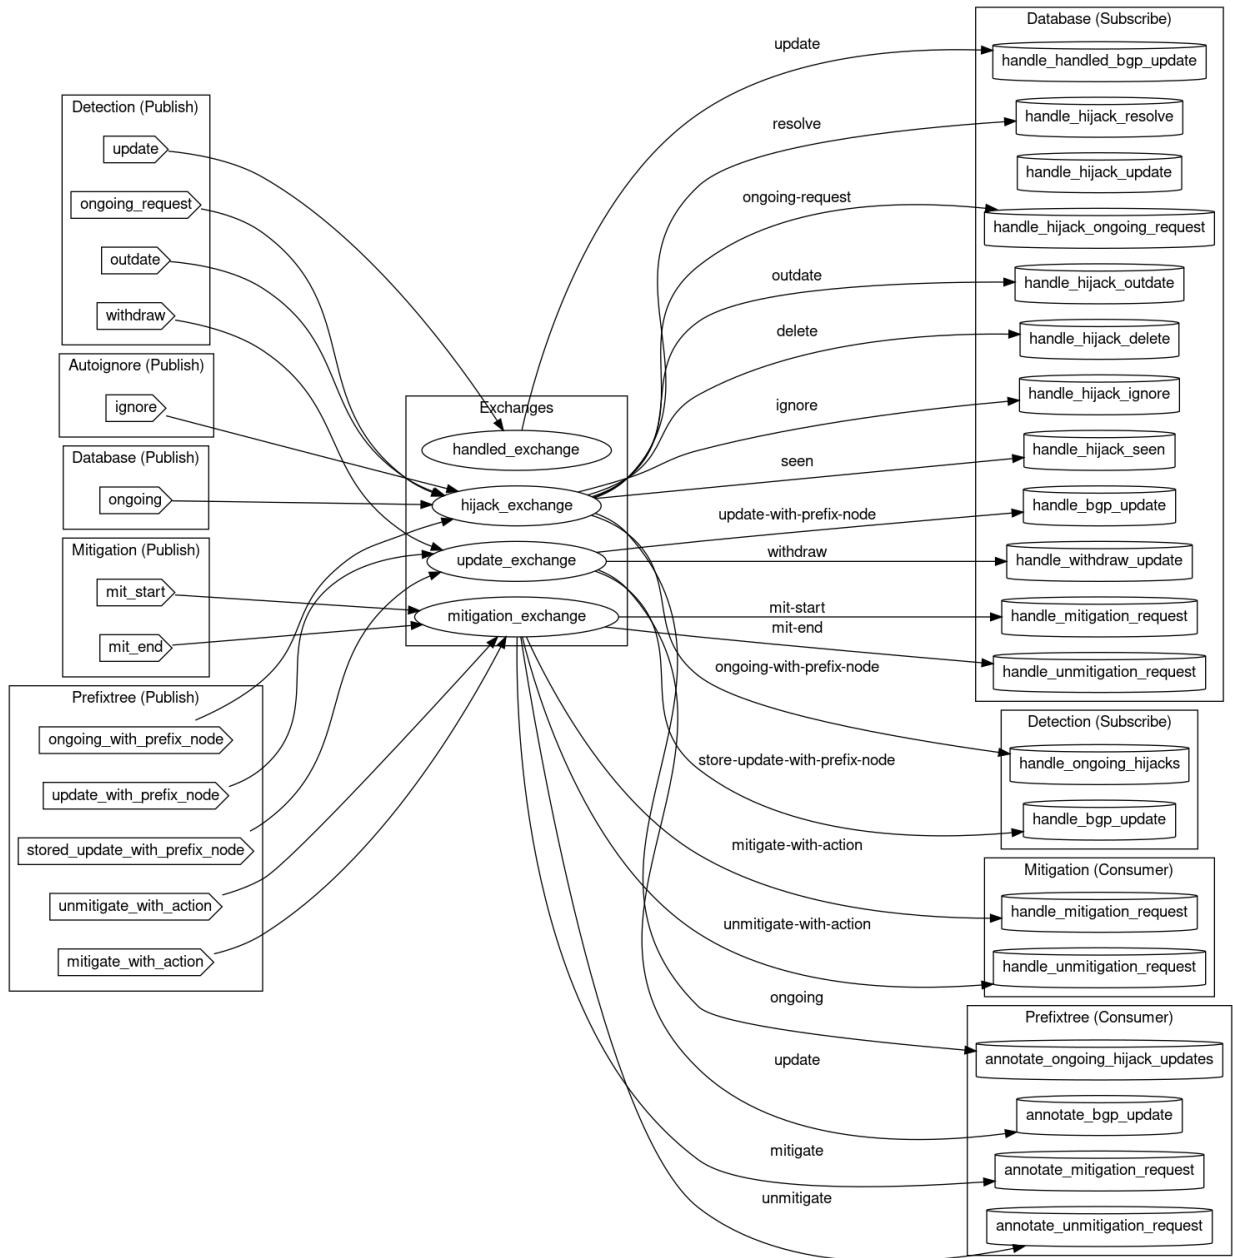 Detection (Publish)
update
ongoing_request
outdate
withdraw
Autoignore (Publish)
ignore
Database (Publish)
ongoing
Mitigation (Publish)
mit_start
mit_end
Prefixtree (Publish)
ongoing_with_prefix_node
update_with_prefix_node
stored_update_with_prefix_node
unmitigate_with_action
mitigate_with_action
Exchanges
handled_exchange
hijack_exchange
update_exchange
mitigation_exchange
update
resolve
ongoing-request
outdate
delete
ignore
seen
update-with-prefix-node
withdraw
mit-start
mit-end
ongoing-with-prefix-node
store-update-with-prefix-node
mitigate-with-action
unmitigate-with-action
ongoing
update
mitigate
unmitigate
Database (Subscribe)
handle_handled_bgp_update
handle_hijack_resolve
handle_hijack_update
handle_hijack_ongoing_request
handle_hijack_outdate
handle_hijack_delete
handle_hijack_ignore
handle_hijack_seen
handle_bgp_update
handle_withdraw_update
handle_mitigation_request
handle_unmitigation_request
Detection (Subscribe)
handle_ongoing_hijacks
handle_bgp_update
Mitigation (Consumer)
handle_mitigation_request
handle_unmitigation_request
Prefixtree (Consumer)
annotate_ongoing_hijack_updates
annotate_bgp_update
annotate_mitigation_request
annotate_unmitigation_request